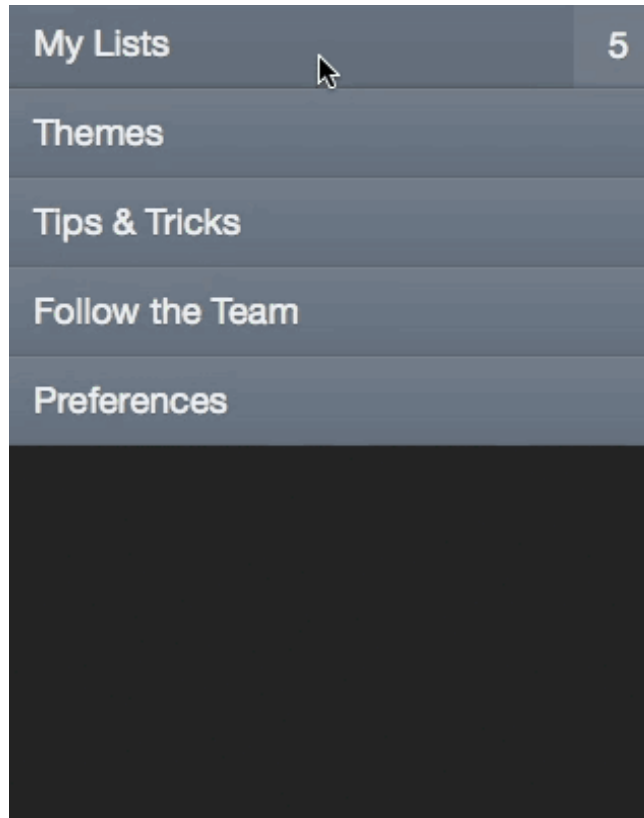 My Lists 5
Themes
Tips & Tricks
Follow the Team
Preferences